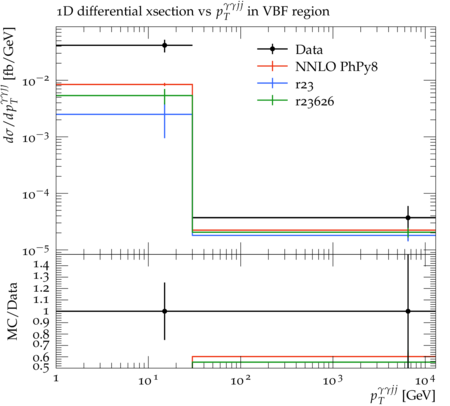 1D differential xsection vs p_T^{γγjj} in VBF region
dσ/dp_T^{γγjj} [fb/GeV]
Data
NNLO PhPy8
r23
r23626
10^{-2}
10^{-3}
10^{-4}
10^{-5}
MC/Data
1.4
1.3
1.2
1.1
1
0.9
0.8
0.7
0.6
0.5
1 10^1 10^2 10^3 10^4
p_T^{γγjj} [GeV]